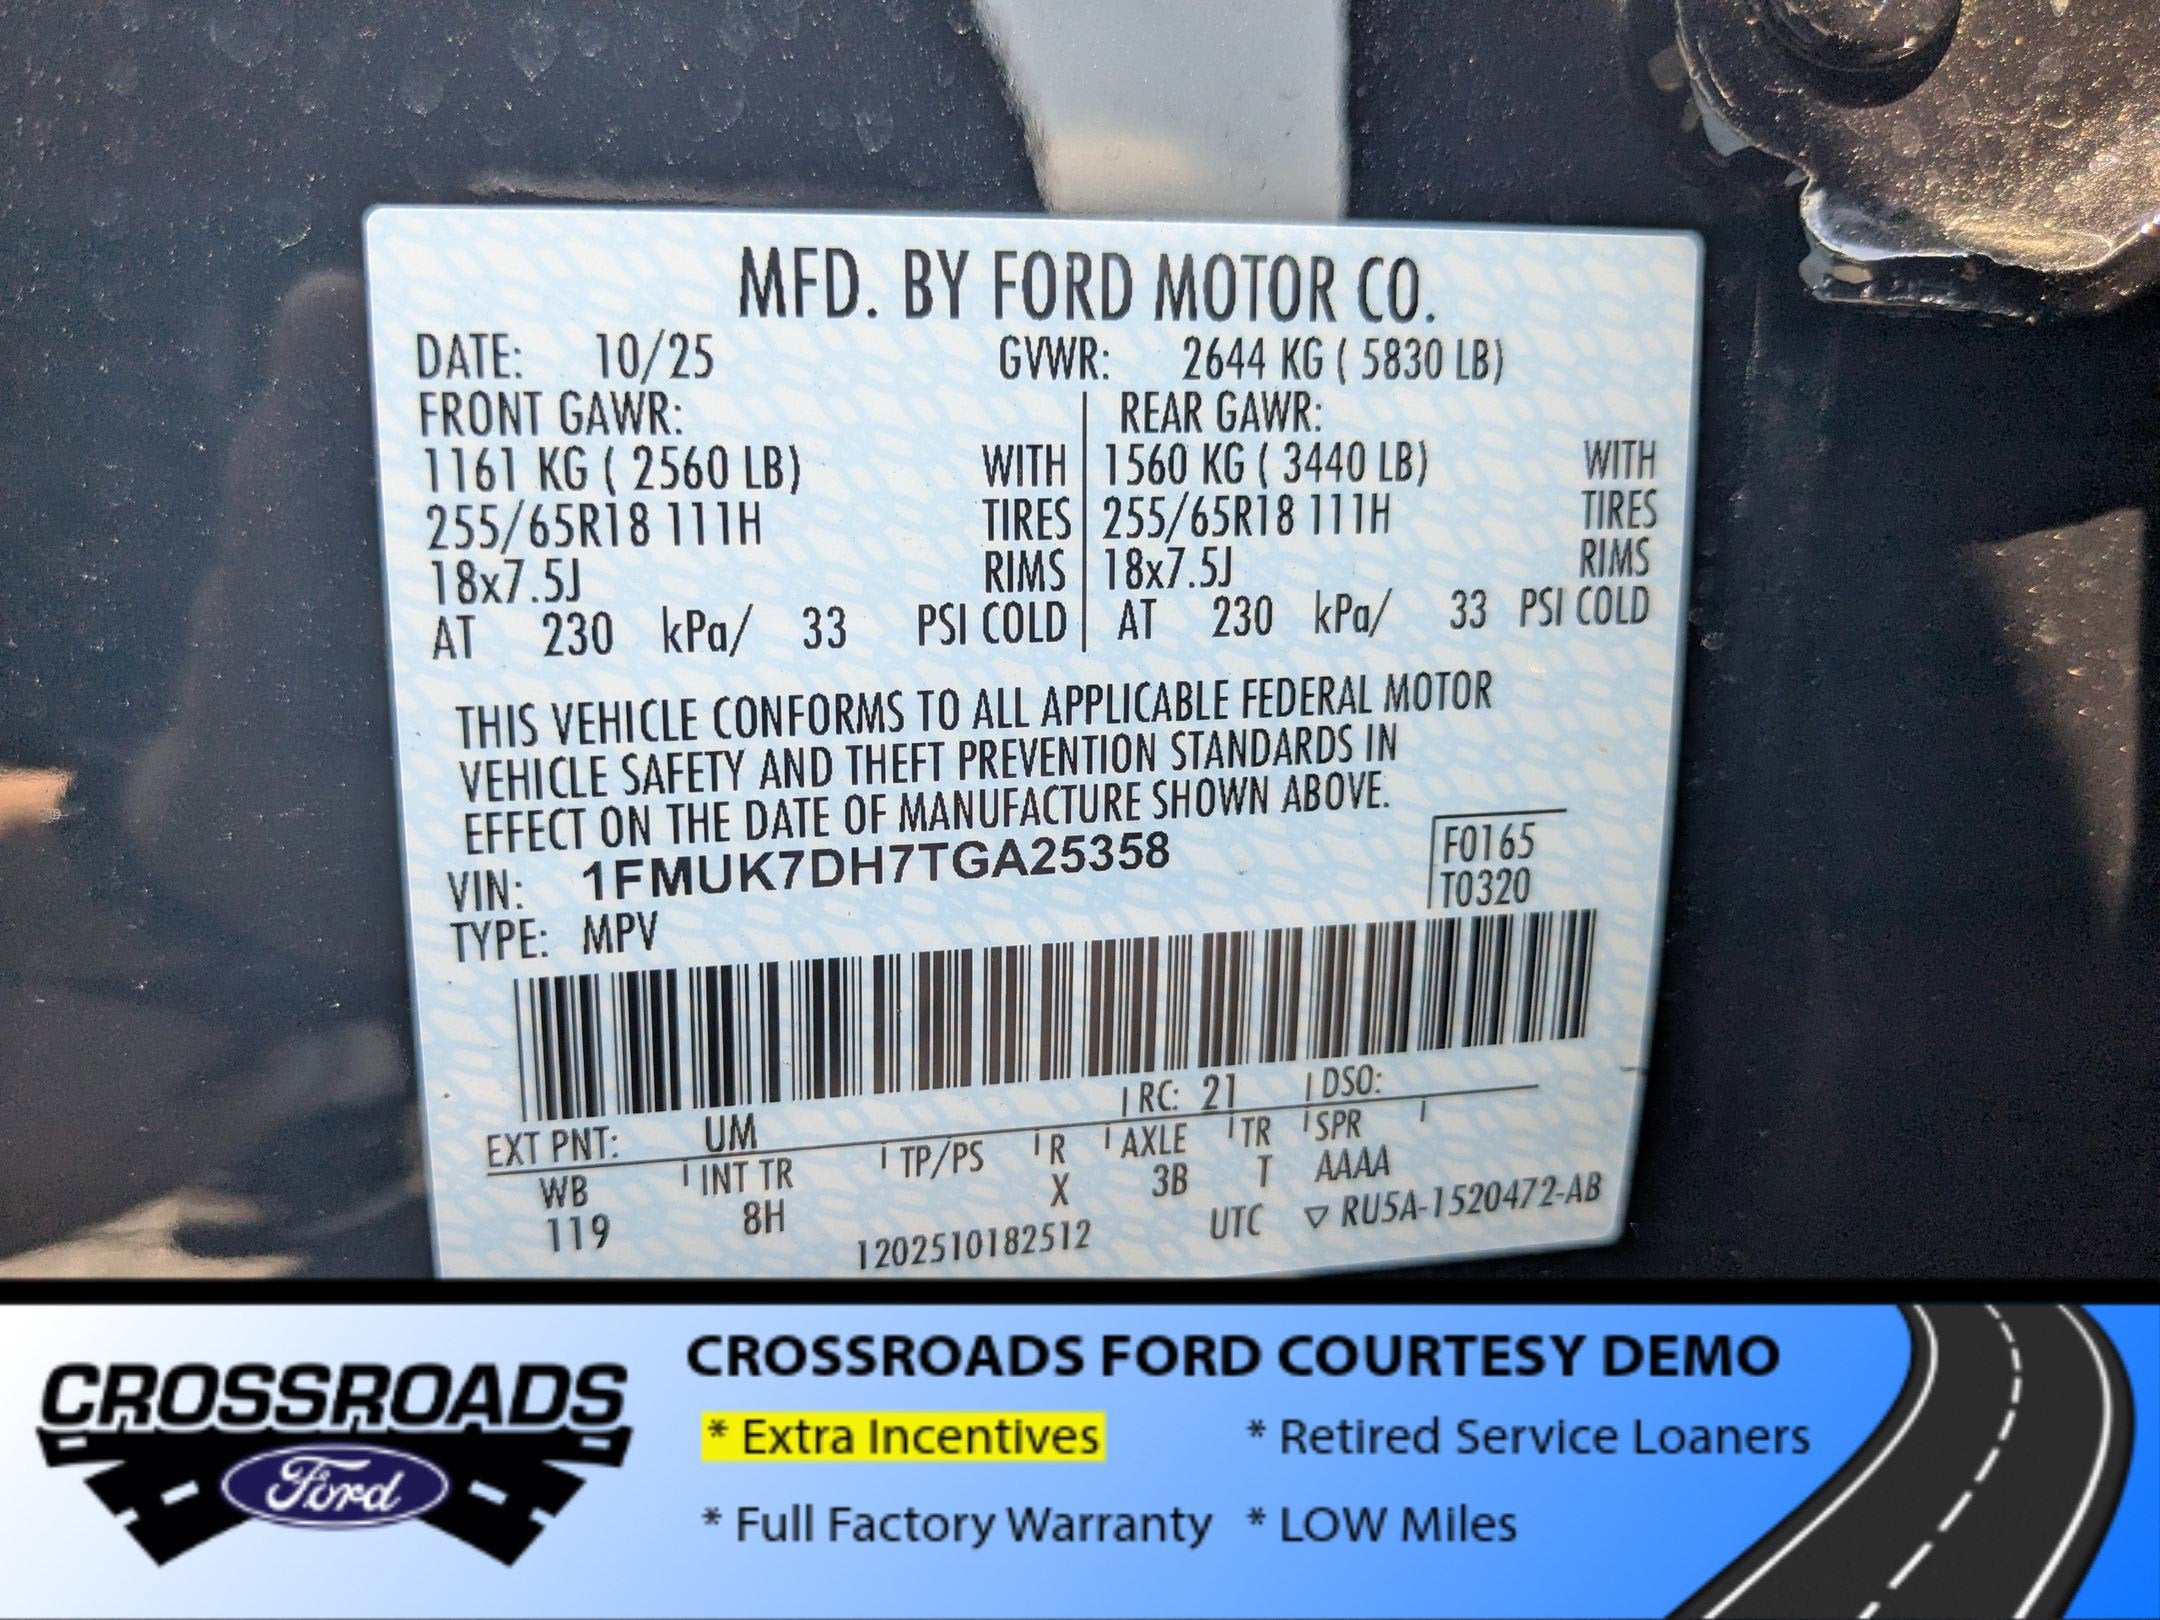 MFD. BY FORD MOTOR CO.
DATE: 10/25 GVWR: 2644 KG ( 5830 LB)
FRONT GAWR: REAR GAWR:
1161 KG ( 2560 LB) WITH 1560 KG ( 3440 LB) WITH
255/65R18 111H TIRES 255/65R18 111H TIRES
18x7.5J RIMS 18x7.5J RIMS
AT 230 kPa/ 33 PSI COLD AT 230 kPa/ 33 PSI COLD
THIS VEHICLE CONFORMS TO ALL APPLICABLE FEDERAL MOTOR
VEHICLE SAFETY AND THEFT PREVENTION STANDARDS IN
EFFECT ON THE DATE OF MANUFACTURE SHOWN ABOVE.
VIN: 1FMUK7DH7TGA25358 F0165
TYPE: MPV T0320
EXT PNT: UM RC: 21 DSO:
WB INT TR TP/PS R AXLE TR SPR
119 8H X 3B T AAAA
1202510182512 UTC ▽ RU5A-1520472-AB
CROSSROADS
Ford
CROSSROADS FORD COURTESY DEMO
* Extra Incentives * Retired Service Loaners
* Full Factory Warranty * LOW Miles